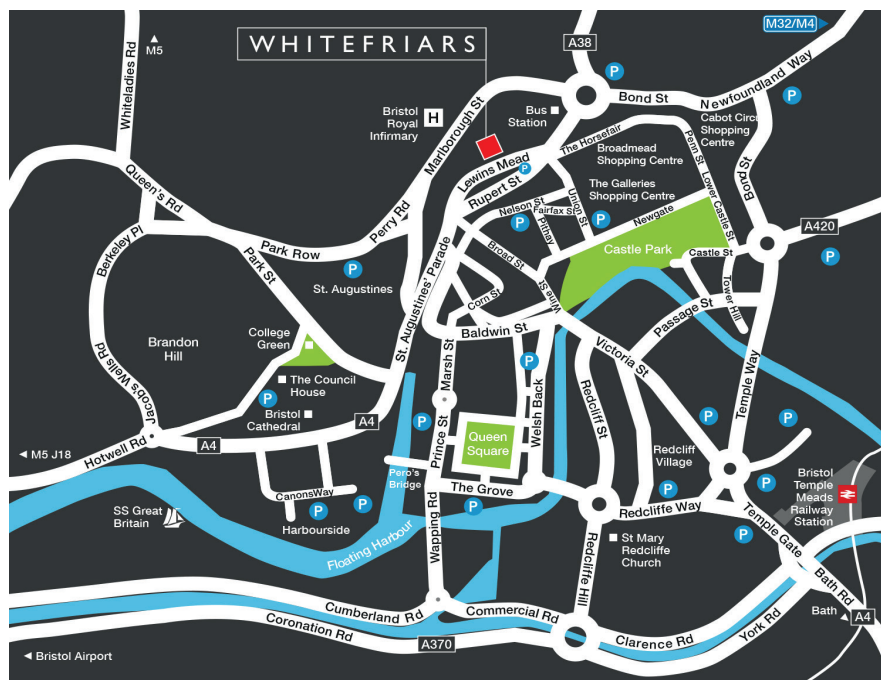 WHITEFRIARS
M32/M4
A38
M5
Whiteladies Rd
Bond St
Newfoundland Way
Bristol
Royal
Infirmary
H
Marlborough St
Bus
Station
Lewins Mead
Rupert St
The Horsefair
Broadmead
Shopping Centre
Penn St
Cabot Circu
Shopping
Centre
Bond St
The Galleries
Shopping Centre
Lower Castle St
Nelson St
Fairfax St
Union St
Pithay
Newgate
A420
Queen's Rd
Berkeley Pl
Park Row
Perry Rd
Park St
P
St. Augustines
St. Augustines' Parade
Broad St
Wine St
Corn St
Castle Park
Castle St
Tower Hill
Passage St
Baldwin St
Victoria St
Temple Way
Brandon
Hill
College
Green
The Council
House
Bristol
Cathedral
Jacob's Wells Rd
Hotwell Rd
A4
A4
M5 J18
Marsh St
Prince St
Queen
Square
Welsh Back
Redcliff St
Redcliff
Village
Pero's
Bridge
The Grove
CanonsWay
Harbourside
SS Great
Britain
Floating Harbour
Wapping Rd
Redcliffe Way
St Mary
Redcliffe
Church
Redcliffe Hill
Bristol
Temple
Meads
Railway
Station
Temple Gate
Bath Rd
Bath
A4
Cumberland Rd
Commercial Rd
Coronation Rd
A370
Clarence Rd
York Rd
Bristol Airport